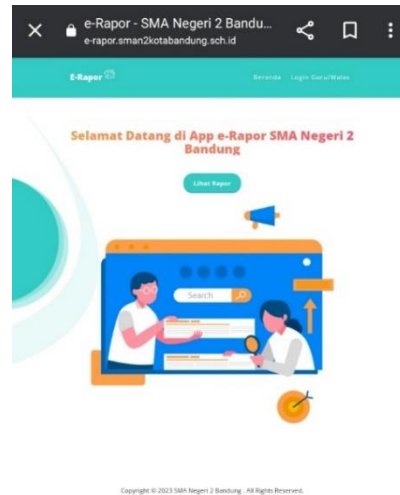 e-Rapor - SMA Negeri 2 Bandu...
e-rapor.sman2kotabandung.sch.id
E-Rapor
Beranda Login Guru/Walas
Selamat Datang di App e-Rapor SMA Negeri 2
Bandung
Lihat Rapor
Search
Copyright © 2023 SMA Negeri 2 Bandung . All Rights Reserved.